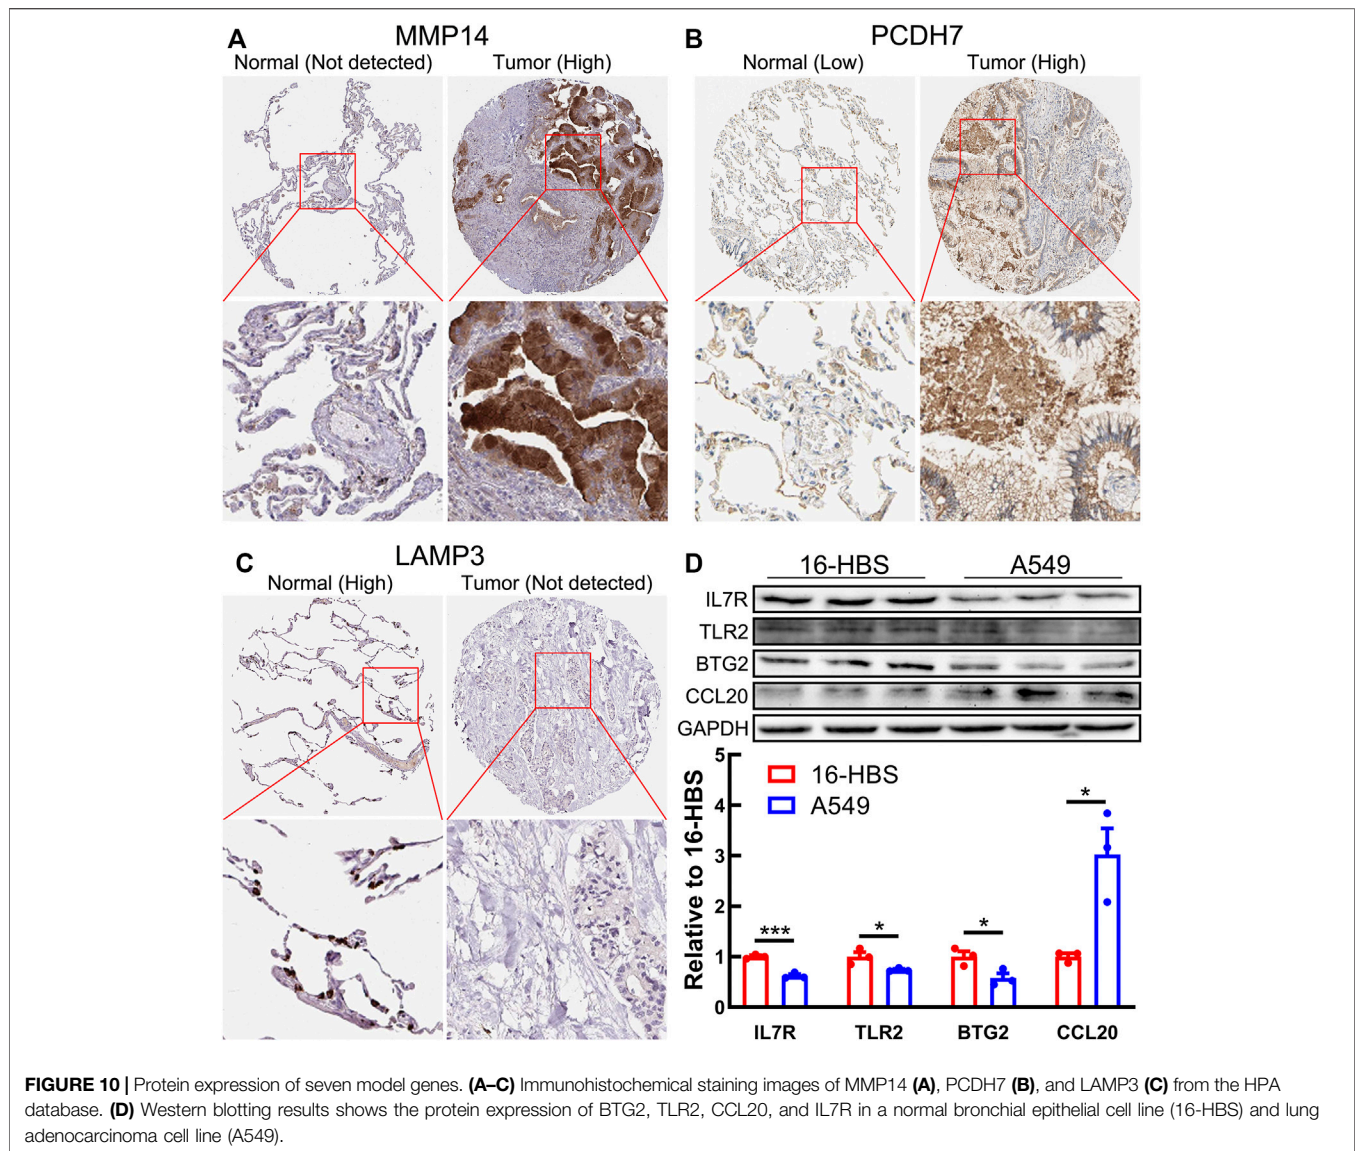 A
MMP14
Normal (Not detected)
Tumor (High)
B
PCDH7
Normal (Low)
Tumor (High)
C
LAMP3
Normal (High)
Tumor (Not detected)
D
16-HBS
A549
IL7R
TLR2
BTG2
CCL20
GAPDH
Relative to 16-HBS
5
4
3
2
1
0
16-HBS
A549
***
*
*
*
IL7R
TLR2
BTG2
CCL20
FIGURE 10 | Protein expression of seven model genes. (A–C) Immunohistochemical staining images of MMP14 (A), PCDH7 (B), and LAMP3 (C) from the HPA
database. (D) Western blotting results shows the protein expression of BTG2, TLR2, CCL20, and IL7R in a normal bronchial epithelial cell line (16-HBS) and lung
adenocarcinoma cell line (A549).